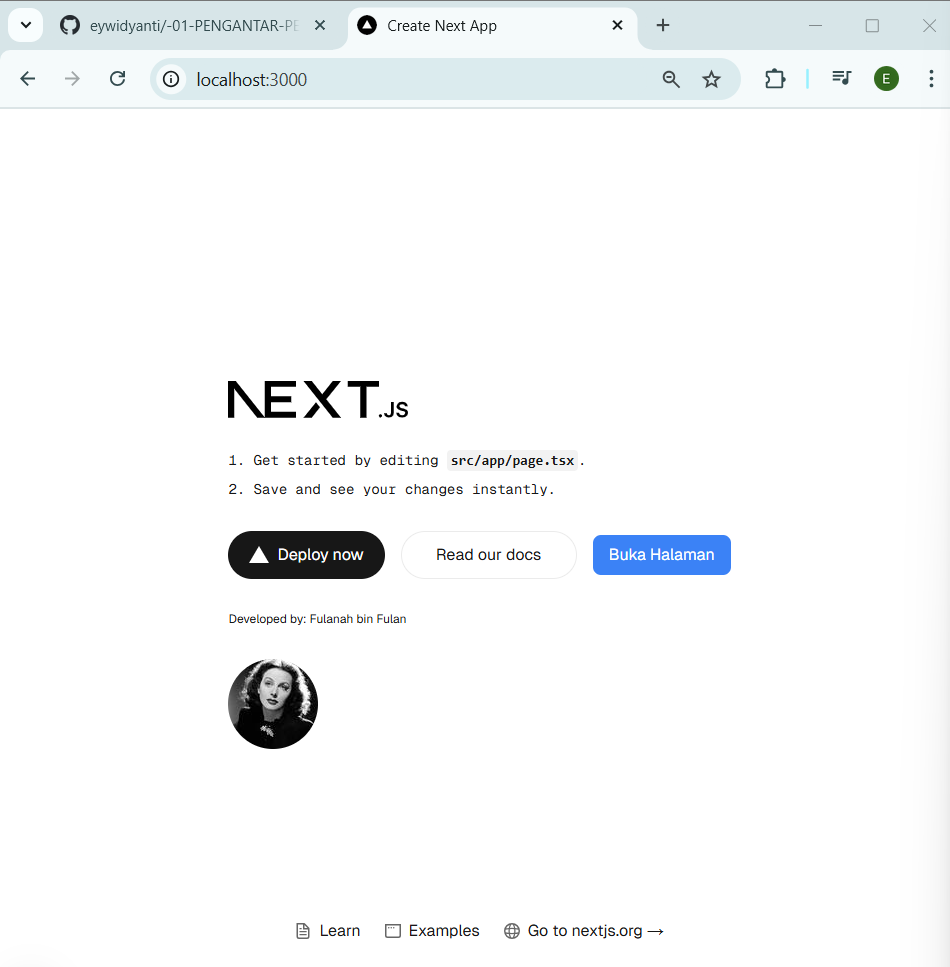 eywidyanti/-01-PENGANTAR-PE
Create Next App
localhost:3000
E
NEXT.JS
1. Get started by editing src/app/page.tsx.
2. Save and see your changes instantly.
Deploy now
Read our docs
Buka Halaman
Developed by: Fulanah bin Fulan
Learn
Examples
Go to nextjs.org →